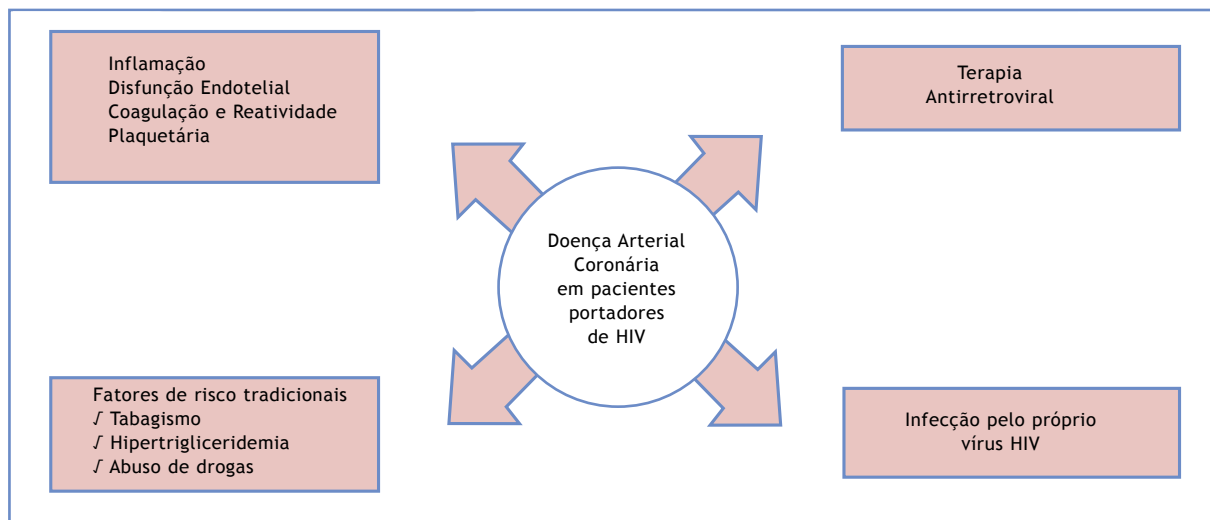 Inflamação
Disfunção Endotelial
Coagulação e Reatividade
Plaquetária
Terapia
Antirretroviral
Doença Arterial
Coronária
em pacientes
portadores
de HIV
Fatores de risco tradicionais
√ Tabagismo
√ Hipertrigliceridemia
√ Abuso de drogas
Infecção pelo próprio
vírus HIV